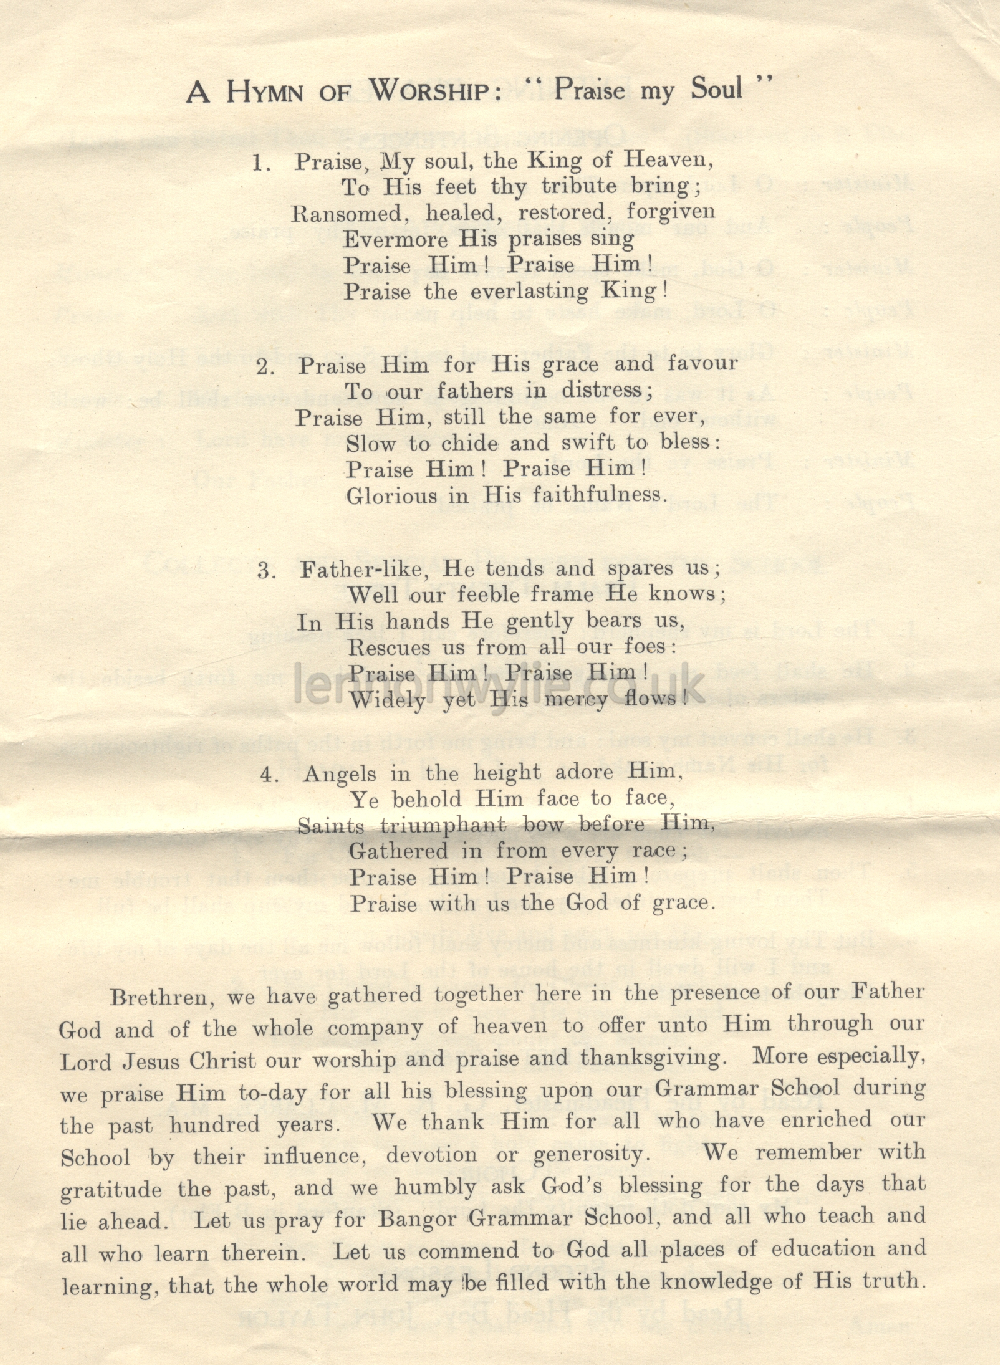 A Hymn of Worship: "Praise my Soul"
1. Praise, My soul, the King of Heaven,
To His feet thy tribute bring;
Ransomed, healed, restored, forgiven
Evermore His praises sing
Praise Him! Praise Him!
Praise the everlasting King!
2. Praise Him for His grace and favour
To our fathers in distress;
Praise Him, still the same for ever,
Slow to chide and swift to bless:
Praise Him! Praise Him!
Glorious in His faithfulness.
3. Father-like, He tends and spares us;
Well our feeble frame He knows;
In His hands He gently bears us,
Rescues us from all our foes:
Praise Him! Praise Him!
lennonwylie.co.uk
Widely yet His mercy flows!
4. Angels in the height adore Him,
Ye behold Him face to face,
Saints triumphant bow before Him,
Gathered in from every race;
Praise Him! Praise Him!
Praise with us the God of grace.
Brethren, we have gathered together here in the presence of our Father
God and of the whole company of heaven to offer unto Him through our
Lord Jesus Christ our worship and praise and thanksgiving. More especially,
we praise Him to-day for all his blessing upon our Grammar School during
the past hundred years. We thank Him for all who have enriched our
School by their influence, devotion or generosity. We remember with
gratitude the past, and we humbly ask God's blessing for the days that
lie ahead. Let us pray for Bangor Grammar School, and all who teach and
all who learn therein. Let us commend to God all places of education and
learning, that the whole world may be filled with the knowledge of His truth.